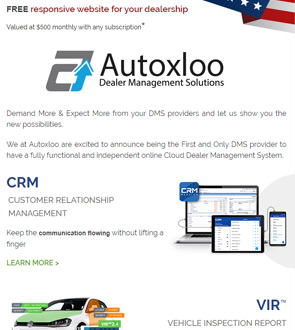 FREE responsive website for your dealership
Valued at $500 monthly with any subscription*
Autoxloo
Dealer Management Solutions
Demand More & Expect More from your DMS providers and let us show you the
new possibilities.
We at Autoxloo are excited to announce being the First and Only DMS provider to
have a fully functional and independent online Cloud Dealer Management System.
CRM
CUSTOMER RELATIONSHIP
MANAGEMENT
Keep the communication flowing without lifting a
finger
LEARN MORE >
CRM
VIR™
VEHICLE INSPECTION REPORT